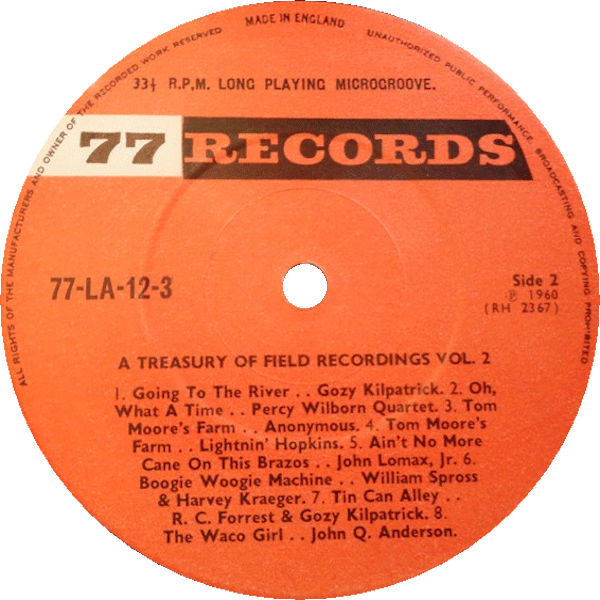 MADE IN ENGLAND
ALL RIGHTS OF THE MANUFACTURERS AND OWNER OF THE RECORDED WORK RESERVED
UNAUTHORIZED PUBLIC PERFORMANCE, BROADCASTING AND COPYING PROHIBITED
33⅓ R.P.M. LONG PLAYING MICROGROOVE.
77 RECORDS
77-LA-12-3
Side 2
℗ 1960
(RH 2367)
A TREASURY OF FIELD RECORDINGS VOL. 2
1. Going To The River . . Gozy Kilpatrick. 2. Oh,
What A Time . . Percy Wilborn Quartet. 3. Tom
Moore's Farm . . Anonymous. 4. Tom Moore's
Farm . . Lightnin' Hopkins. 5. Ain't No More
Cane On This Brazos . . John Lomax, Jr. 6.
Boogie Woogie Machine . . William Spross
& Harvey Kraeger. 7. Tin Can Alley . .
R. C. Forrest & Gozy Kilpatrick. 8.
The Waco Girl . . John Q. Anderson.